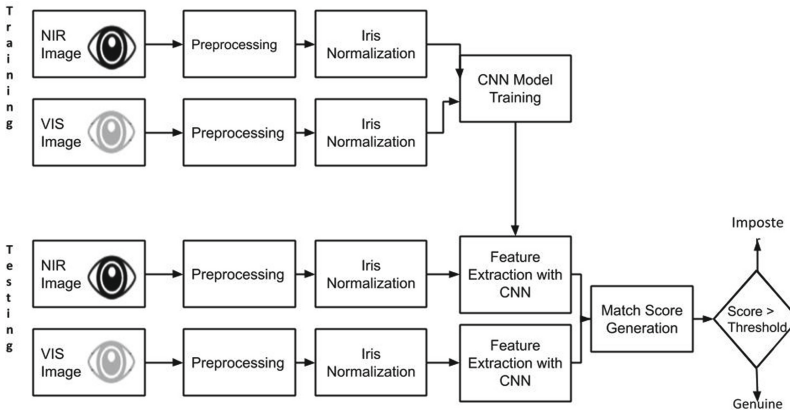 Training
NIR
Image
Preprocessing
Iris
Normalization
CNN Model
Training
VIS
Image
Preprocessing
Iris
Normalization
Testing
NIR
Image
Preprocessing
Iris
Normalization
Feature
Extraction with
CNN
VIS
Image
Preprocessing
Iris
Normalization
Feature
Extraction with
CNN
Match Score
Generation
Score >
Threshold
Imposte
Genuine